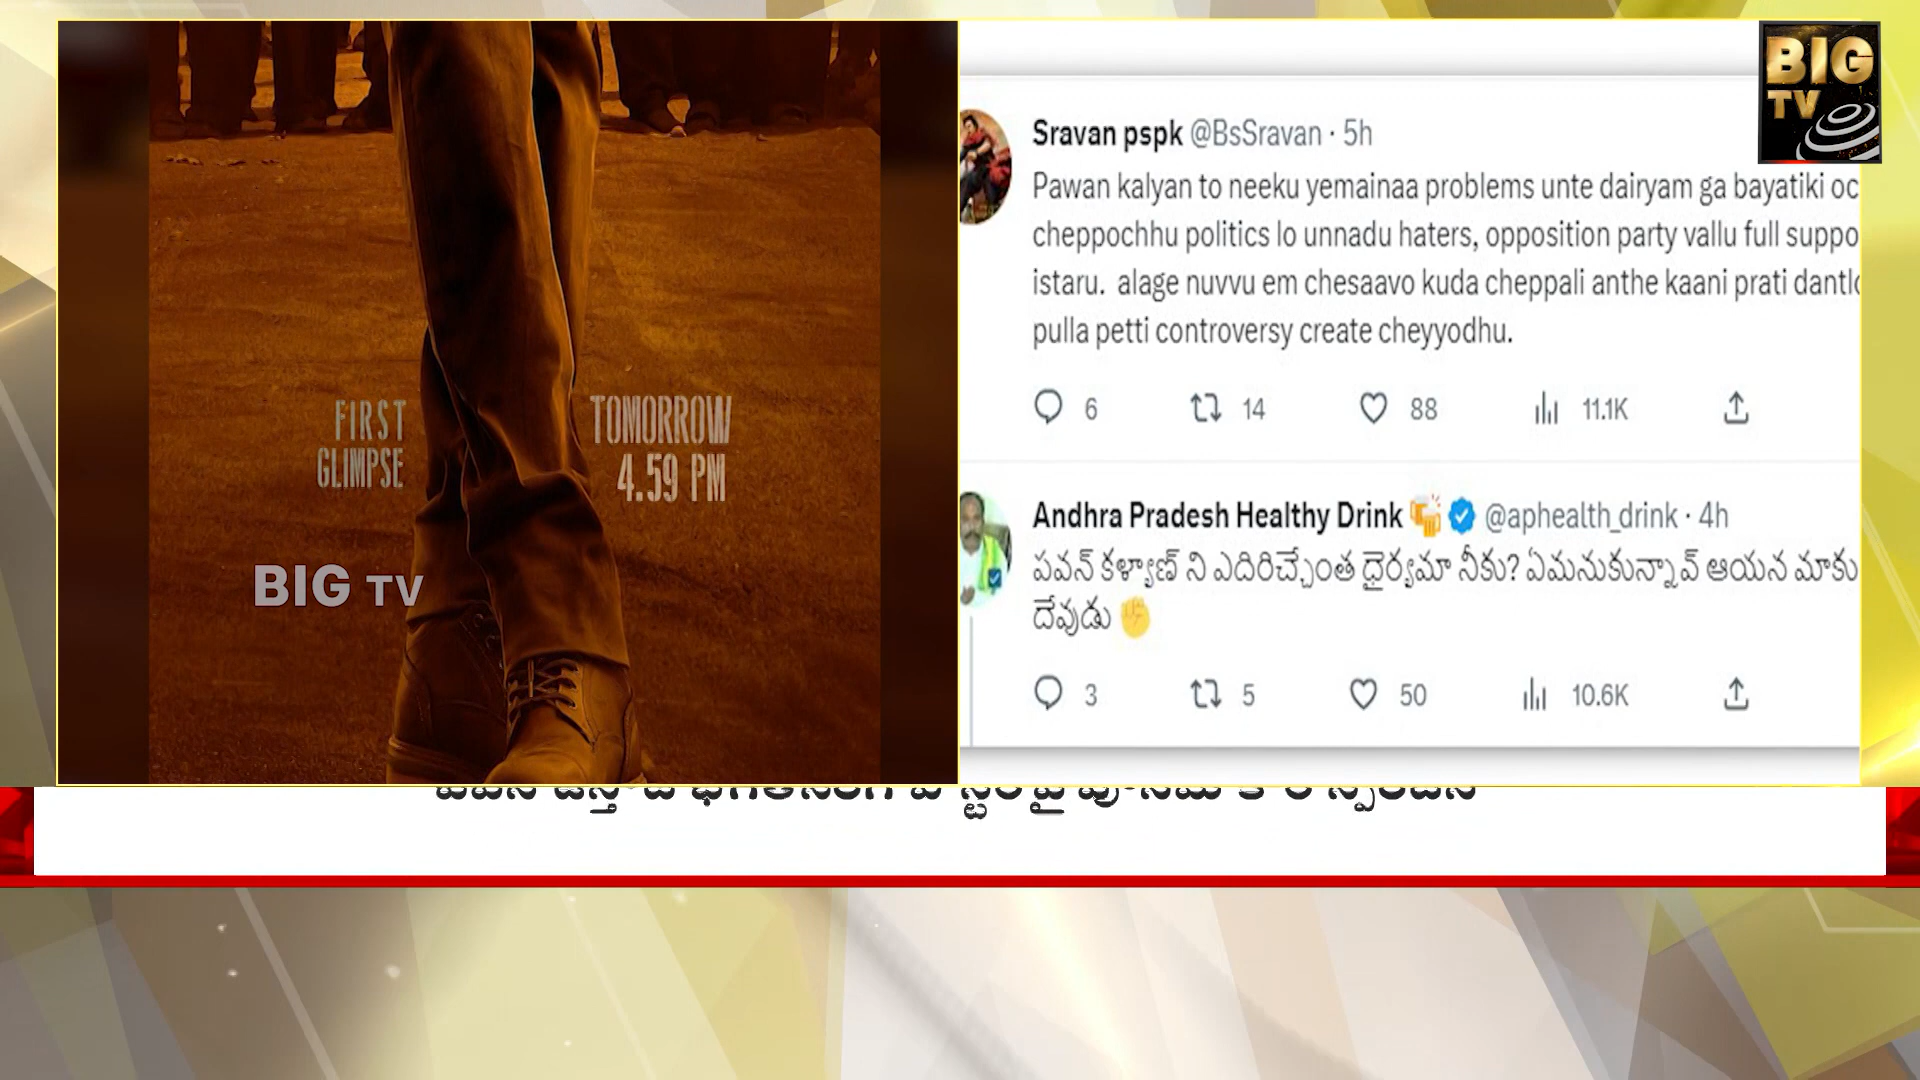 FIRST
GLIMPSE
TOMORROW
4.59 PM
BIG TV
BIG
TV
Sravan pspk @BsSravan · 5h
Pawan kalyan to neeku yemainaa problems unte dairyam ga bayatiki oc
cheppochhu politics lo unnadu haters, opposition party vallu full suppo
istaru. alage nuvvu em chesaavo kuda cheppali anthe kaani prati dantlo
pulla petti controversy create cheyyodhu.
6 14 88 11.1K
Andhra Pradesh Healthy Drink 🍻 @aphealth_drink · 4h
పవన్ కళ్యాణ్ ని ఎదిరిచ్చేంత ధైర్యమా నీకు? ఏమనుకున్నావ్ ఆయన మాకు
దేవుడు ✊
3 5 50 10.6K